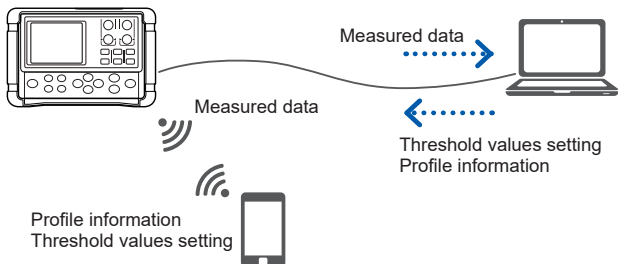 Measured data
Measured data
Threshold values setting
Profile information
Profile information
Threshold values setting